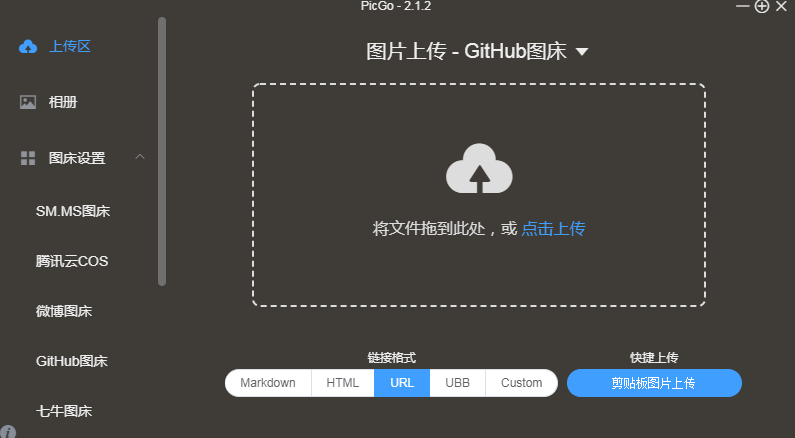 PicGo - 2.1.2
上传区
相册
图床设置
SM.MS图床
腾讯云COS
微博图床
GitHub图床
七牛图床
图片上传 - GitHub图床
将文件拖到此处，或 点击上传
链接格式
Markdown HTML URL UBB Custom
快捷上传
剪贴板图片上传